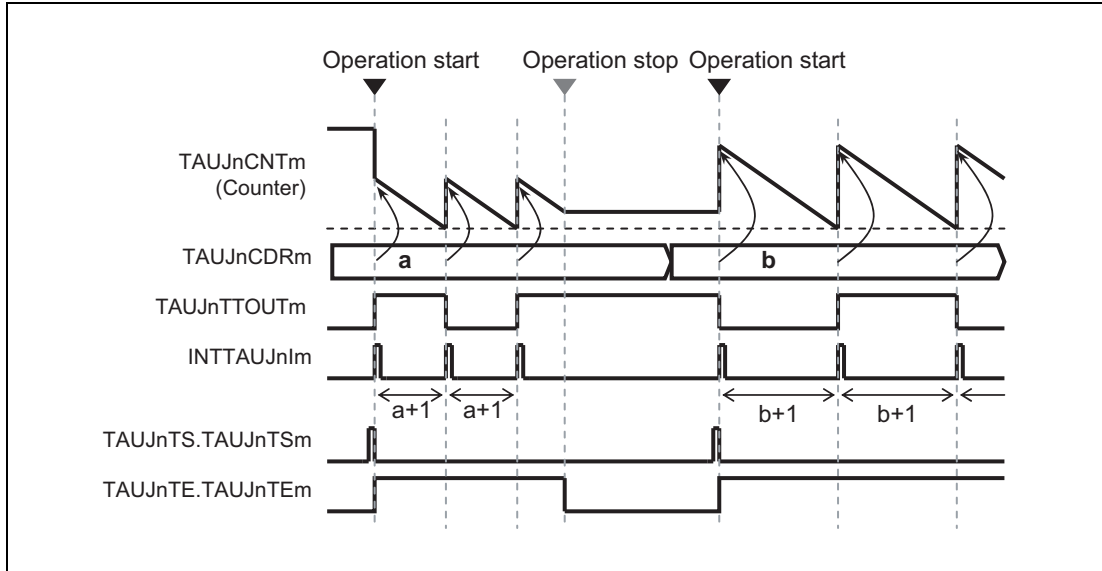 Operation start
Operation stop
Operation start
TAUJnCNTm
(Counter)
TAUJnCDRm
a
b
TAUJnTTOUTm
INTTAUJnIm
a+1
a+1
b+1
b+1
TAUJnTS.TAUJnTSm
TAUJnTE.TAUJnTEm